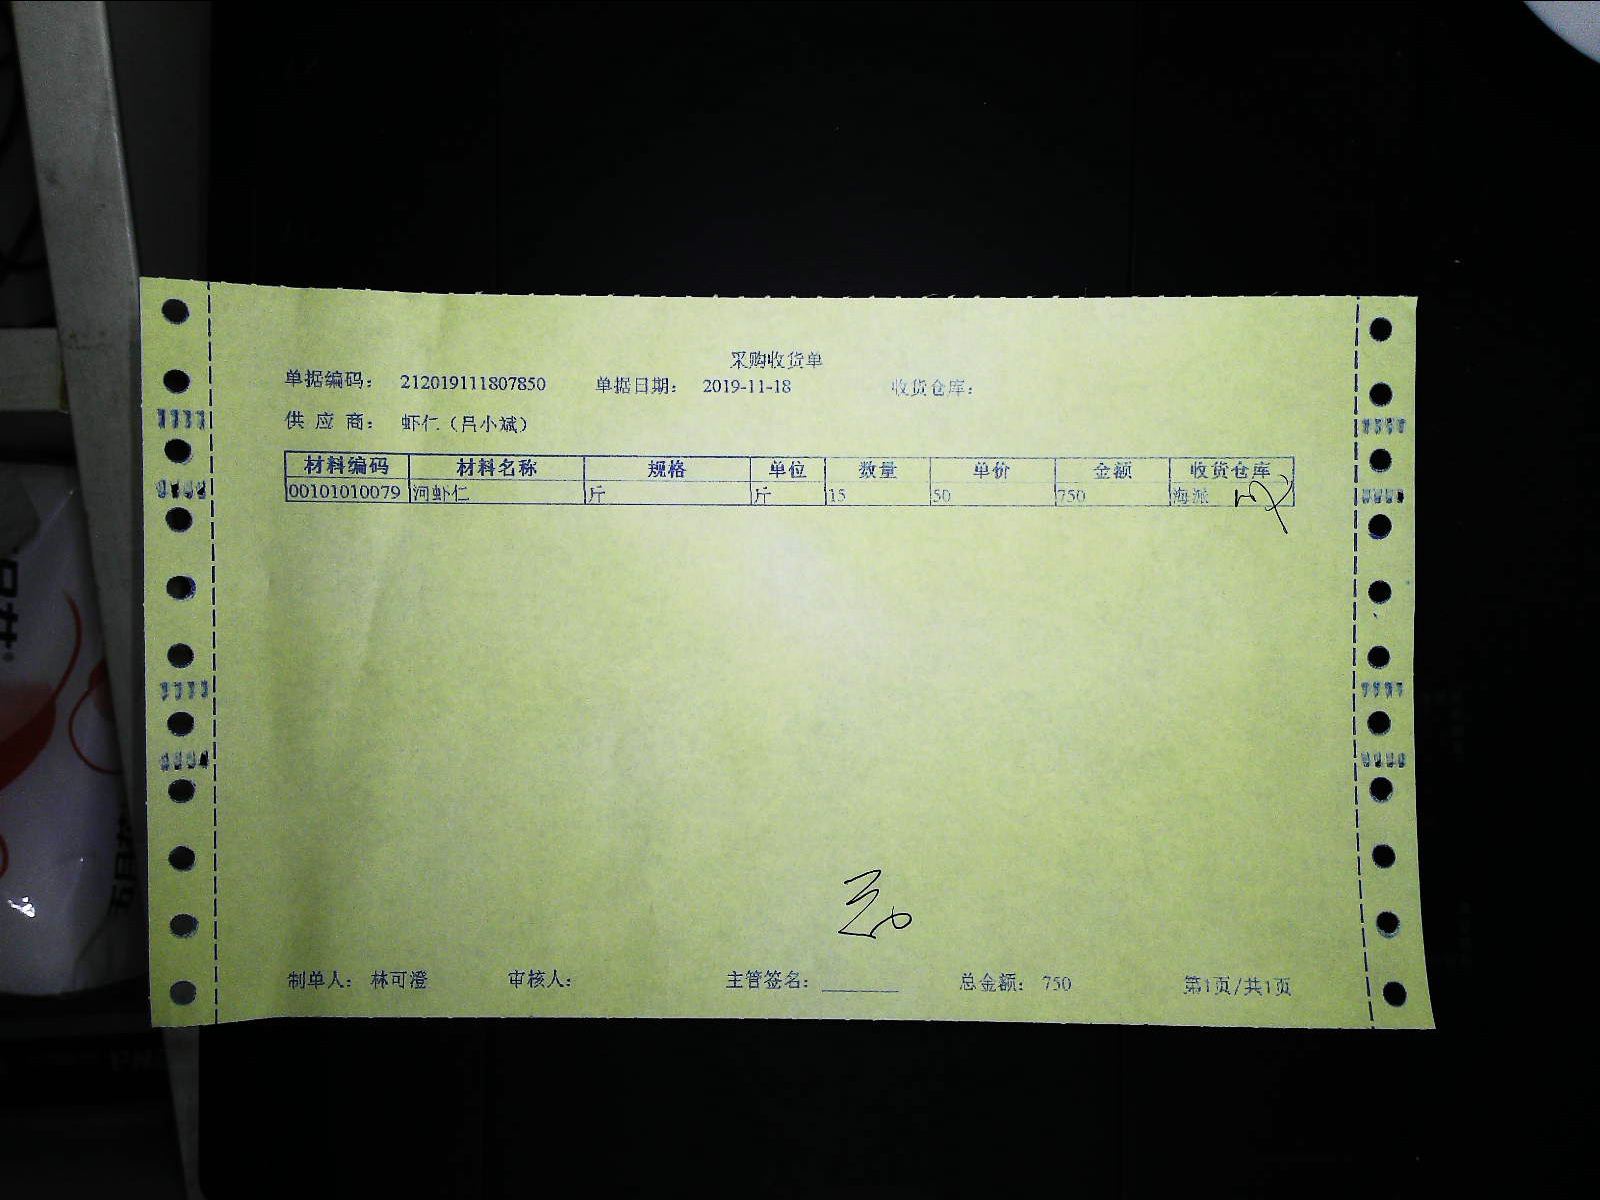 采购收货单
单据编码： 212019111807850 单据日期： 2019-11-18 收货仓库：
供 应 商： 虾仁（吕小斌）
材料编码 材料名称 规格 单位 数量 单价 金额 收货仓库
00101010079 河虾仁 斤 斤 15 50 750 海派
制单人： 林可澄 审核人： 主管签名： ________ 总金额： 750 第1页/共1页